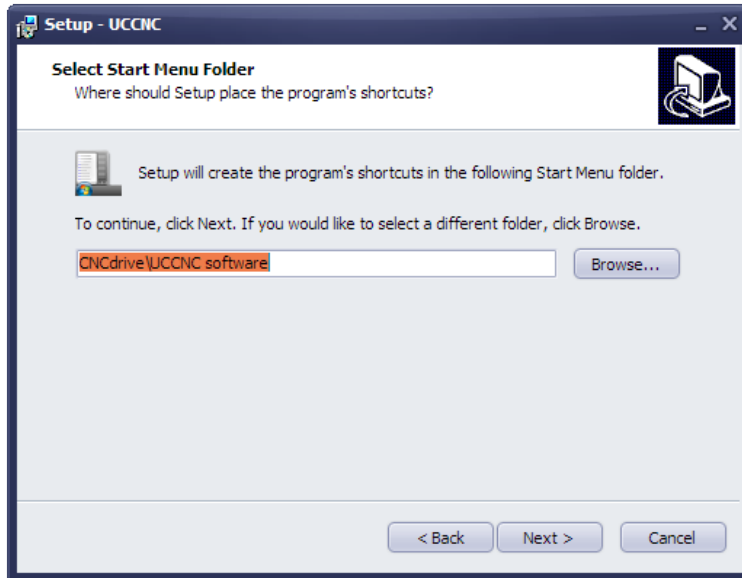 Setup - UCCNC
Select Start Menu Folder
Where should Setup place the program's shortcuts?
Setup will create the program's shortcuts in the following Start Menu folder.
To continue, click Next. If you would like to select a different folder, click Browse.
CNCdrive\UCCNC software
Browse...
< Back
Next >
Cancel